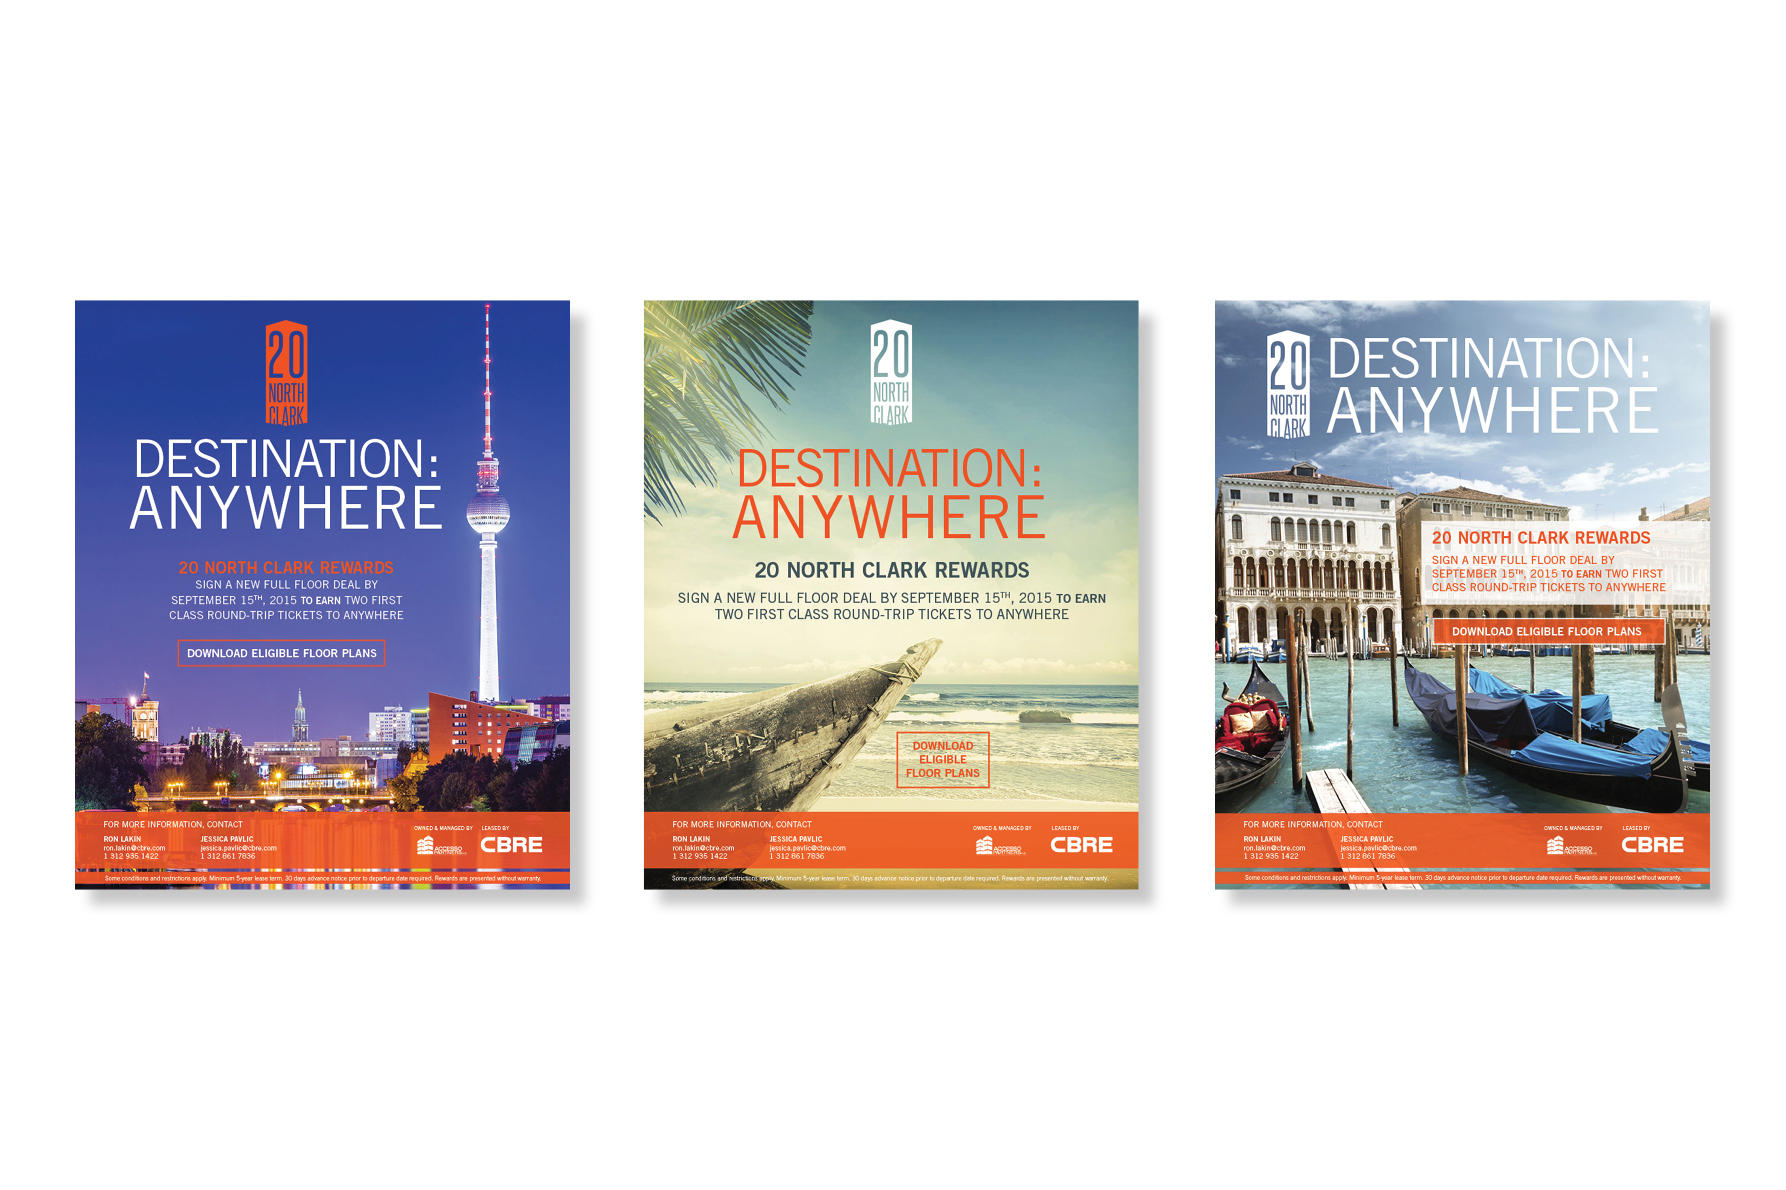 20
NORTH
CLARK
DESTINATION:
ANYWHERE
20 NORTH CLARK REWARDS
SIGN A NEW FULL FLOOR DEAL BY
SEPTEMBER 15TH, 2015 TO EARN TWO FIRST
CLASS ROUND-TRIP TICKETS TO ANYWHERE
DOWNLOAD ELIGIBLE FLOOR PLANS
FOR MORE INFORMATION, CONTACT
RON LAKIN
ron.lakin@cbre.com
1 312 935 1422
JESSICA PAVLIC
jessica.pavlic@cbre.com
1 312 861 7836
OWNED & MANAGED BY
ACCESSO
PARTNERS
LEASED BY
CBRE
Some conditions and restrictions apply. Minimum 5-year lease term. 30 days advance notice prior to departure date required. Rewards are presented without warranty.
20
NORTH
CLARK
DESTINATION:
ANYWHERE
20 NORTH CLARK REWARDS
SIGN A NEW FULL FLOOR DEAL BY SEPTEMBER 15TH, 2015 TO EARN
TWO FIRST CLASS ROUND-TRIP TICKETS TO ANYWHERE
DOWNLOAD
ELIGIBLE
FLOOR PLANS
FOR MORE INFORMATION, CONTACT
RON LAKIN
ron.lakin@cbre.com
1 312 935 1422
JESSICA PAVLIC
jessica.pavlic@cbre.com
1 312 861 7836
OWNED & MANAGED BY
ACCESSO
PARTNERS
LEASED BY
CBRE
Some conditions and restrictions apply. Minimum 5-year lease term. 30 days advance notice prior to departure date required. Rewards are presented without warranty.
20
NORTH
CLARK
DESTINATION:
ANYWHERE
20 NORTH CLARK REWARDS
SIGN A NEW FULL FLOOR DEAL BY
SEPTEMBER 15TH, 2015 TO EARN TWO FIRST
CLASS ROUND-TRIP TICKETS TO ANYWHERE
DOWNLOAD ELIGIBLE FLOOR PLANS
FOR MORE INFORMATION, CONTACT
RON LAKIN
ron.lakin@cbre.com
1 312 935 1422
JESSICA PAVLIC
jessica.pavlic@cbre.com
1 312 861 7836
OWNED & MANAGED BY
ACCESSO
PARTNERS
LEASED BY
CBRE
Some conditions and restrictions apply. Minimum 5-year lease term. 30 days advance notice prior to departure date required. Rewards are presented without warranty.